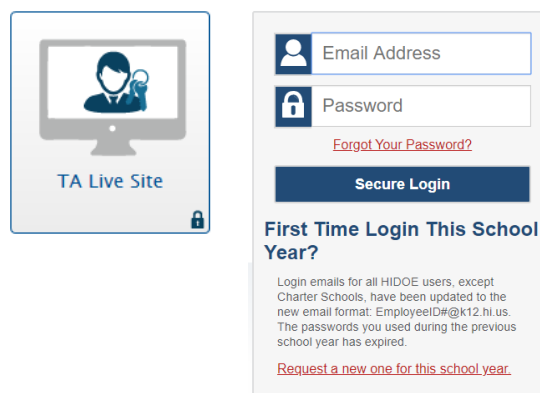 TA Live Site
Email Address
Password
Forgot Your Password?
Secure Login
First Time Login This School
Year?
Login emails for all HIDOE users, except
Charter Schools, have been updated to the
new email format: EmployeeID#@k12.hi.us.
The passwords you used during the previous
school year has expired.
Request a new one for this school year.